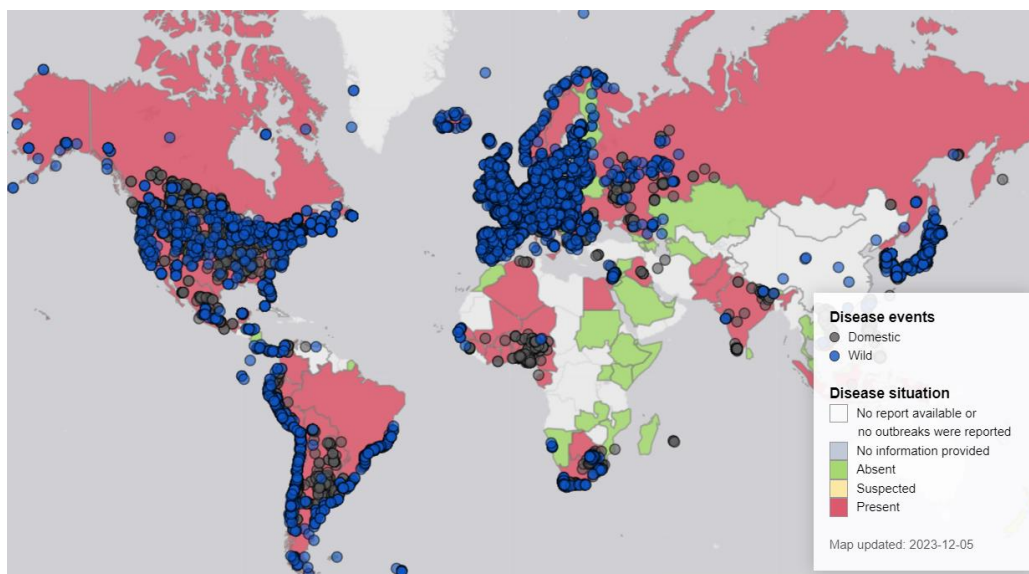 Disease events
Domestic
Wild
Disease situation
No report available or
no outbreaks were reported
No information provided
Absent
Suspected
Present
Map updated: 2023-12-05